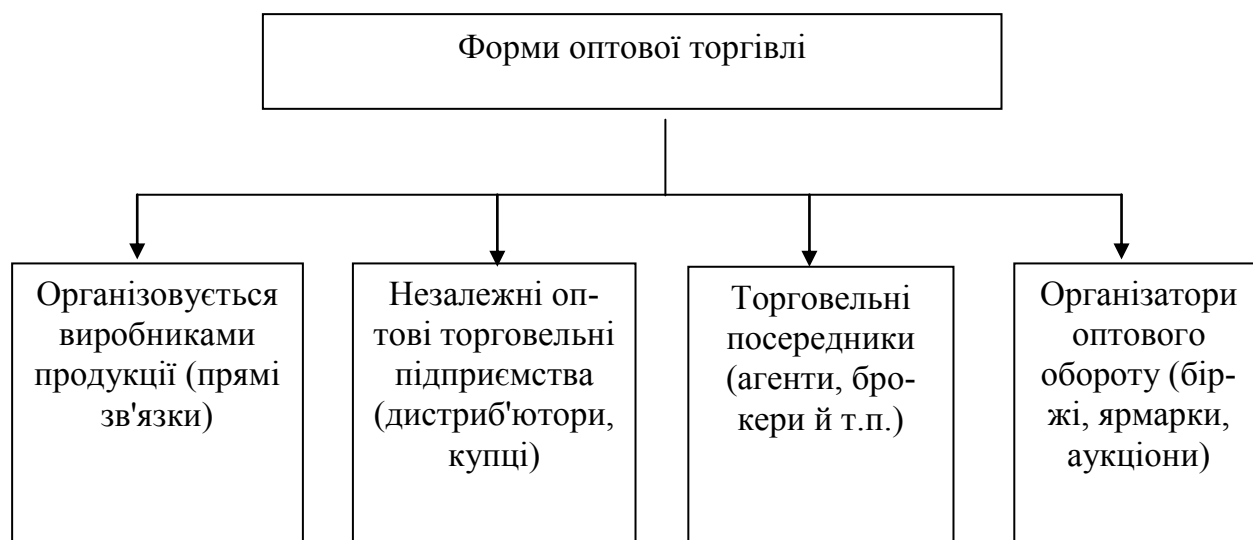 Форми оптової торгівлі
Організовується
виробниками
продукції (прямі
зв'язки)
Незалежні оп-
тові торговельні
підприємства
(дистриб'ютори,
купці)
Торговельні
посередники
(агенти, бро-
кери й т.п.)
Організатори
оптового
обороту (бір-
жі, ярмарки,
аукціони)